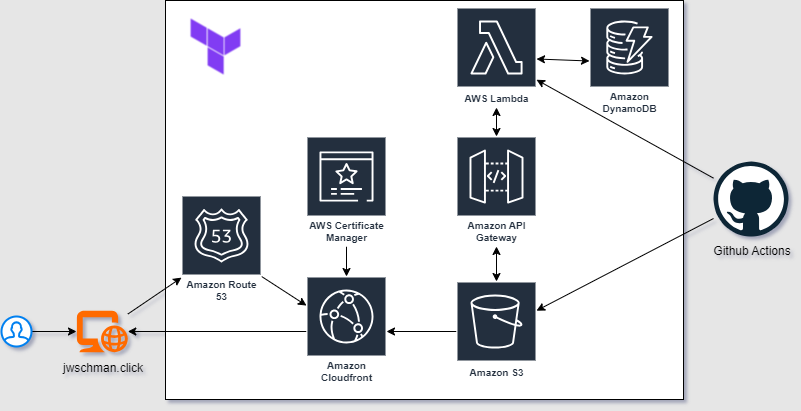 AWS Lambda
Amazon
DynamoDB
AWS Certificate
Manager
Amazon API
Gateway
Github Actions
53
Amazon Route
53
jwschman.click
Amazon
Cloudfront
Amazon S3